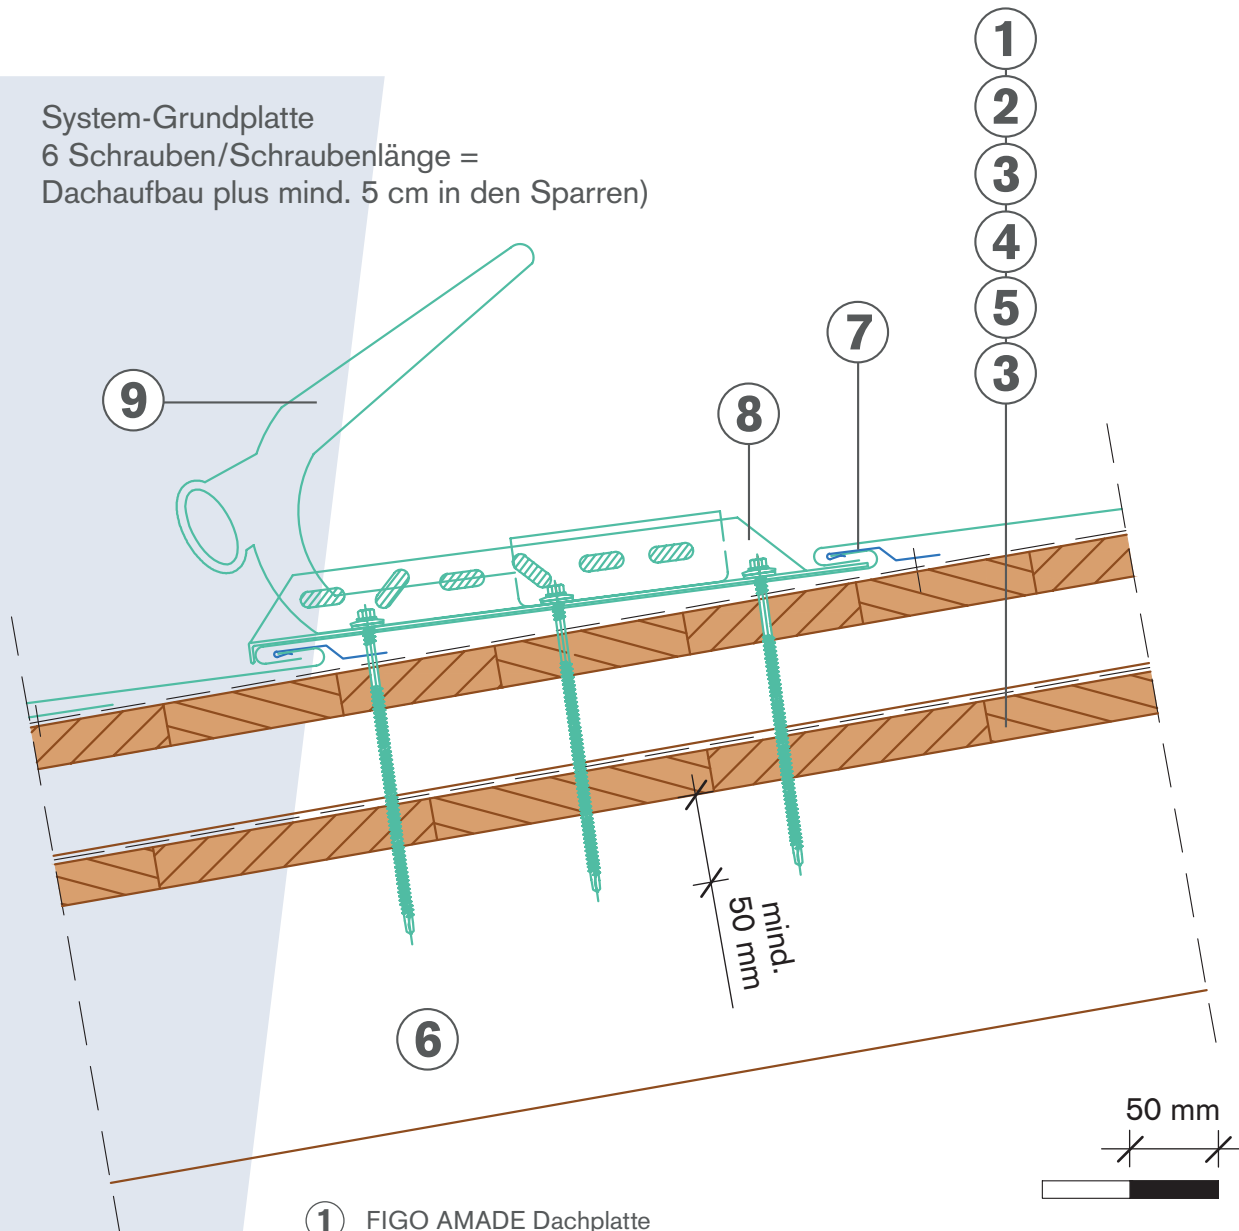 System-Grundplatte
6 Schrauben/Schraubenlänge =
Dachaufbau plus mind. 5 cm in den Sparren)
1
2
3
4
5
3
7
8
9
mind.
50 mm
6
50 mm
1 FIGO AMADE Dachplatte